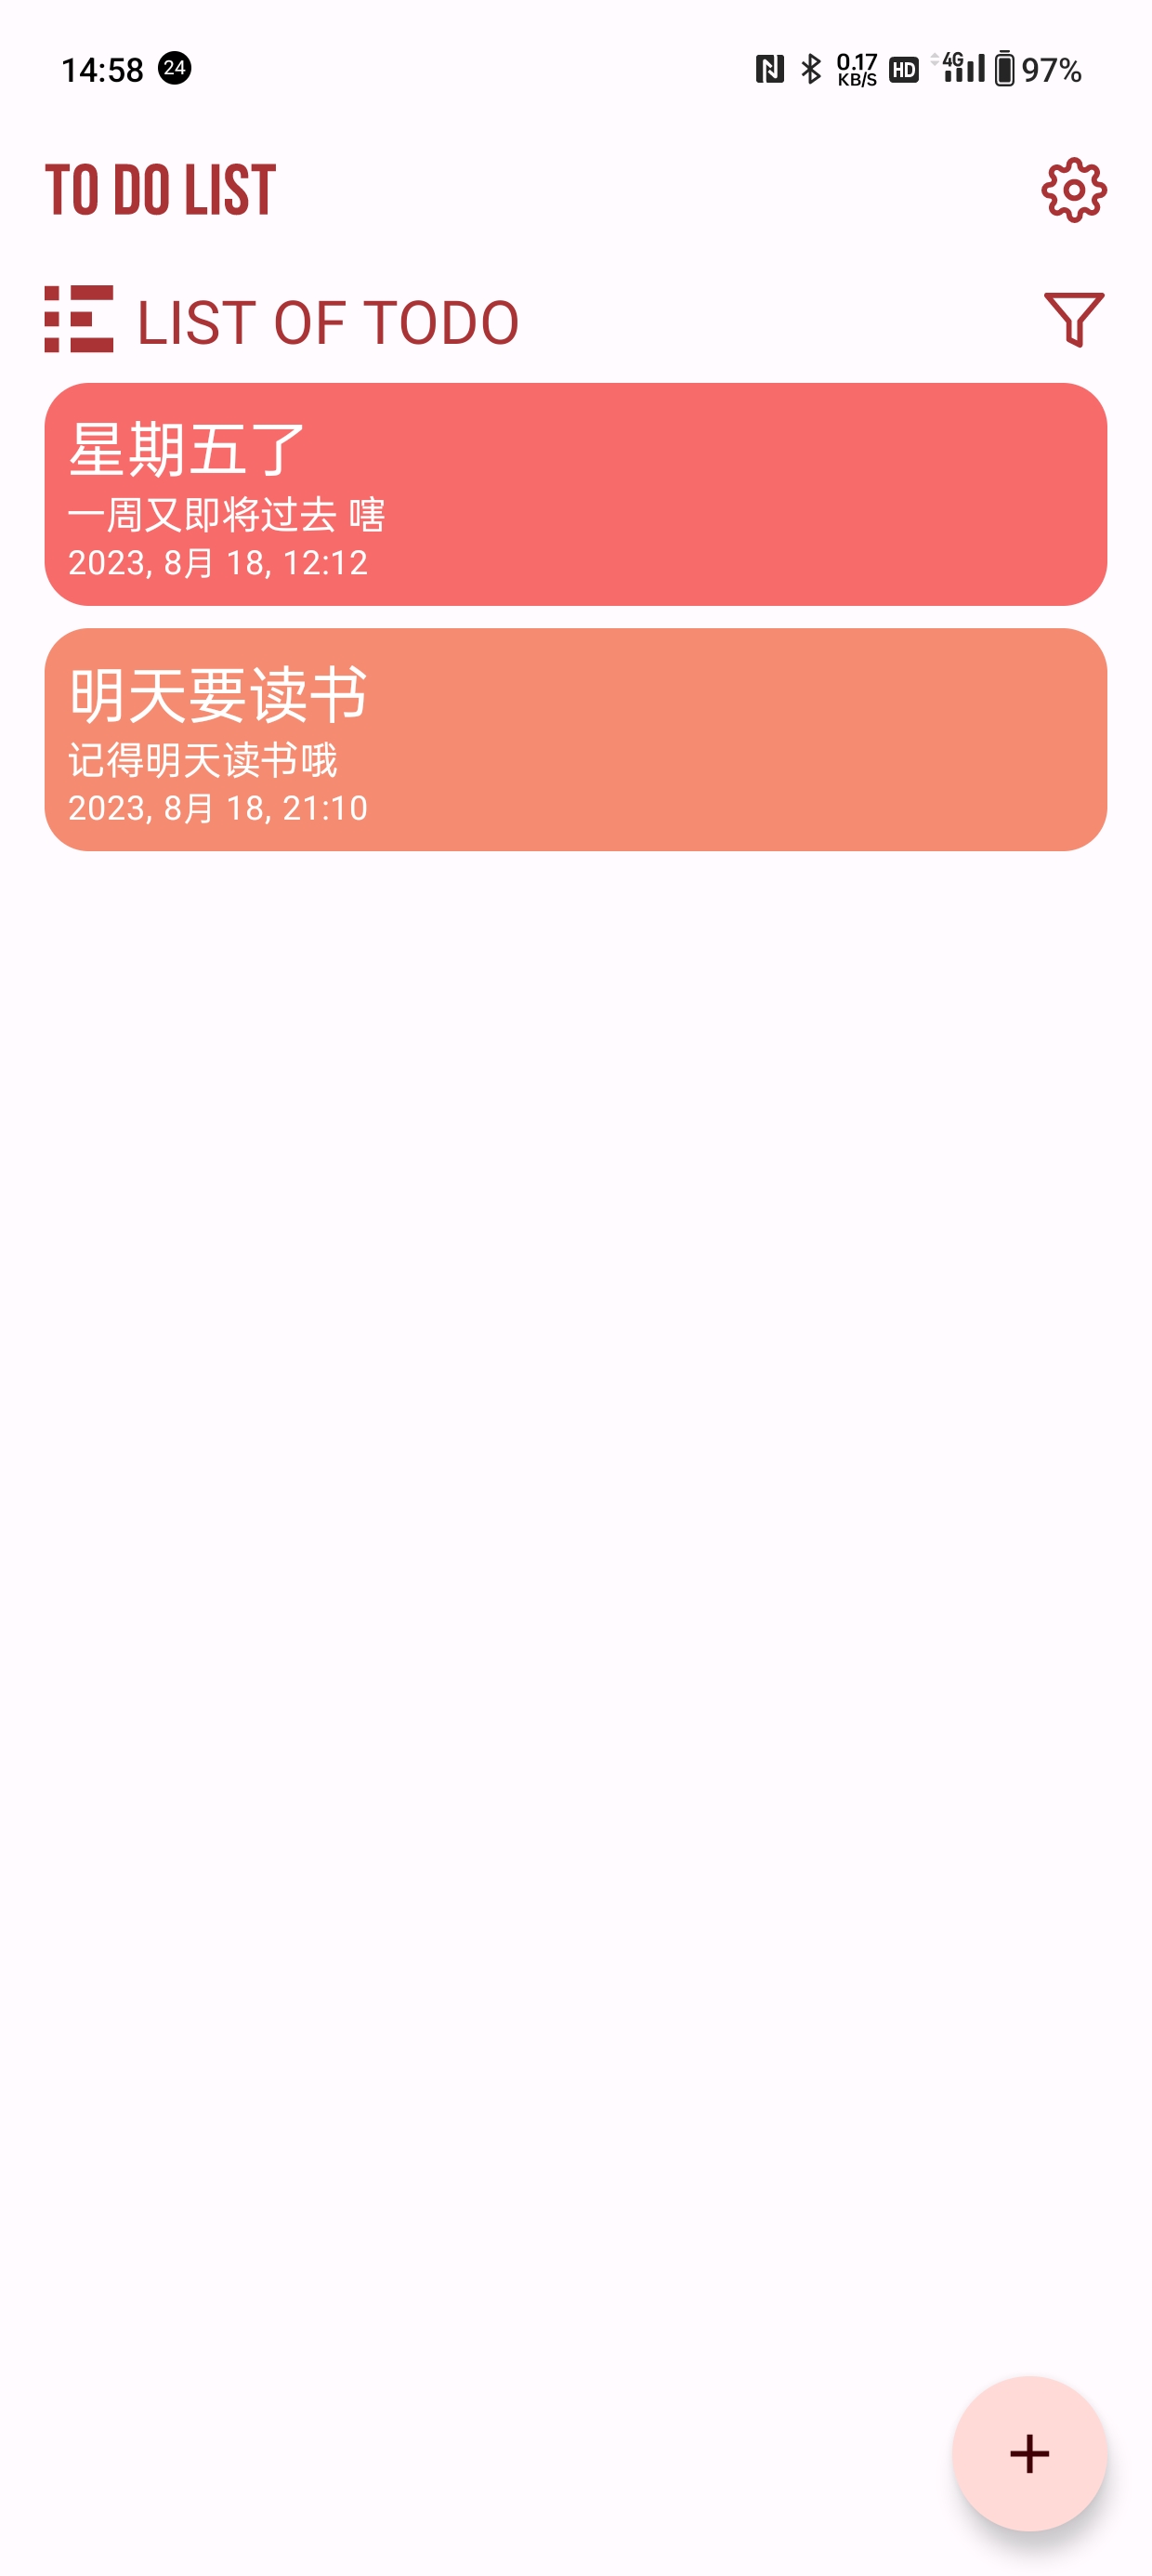 14:58 24 N 0.17 KB/S HD 4G 97%
TO DO LIST
LIST OF TODO
星期五了
一周又即将过去 嗐
2023, 8月 18, 12:12
明天要读书
记得明天读书哦
2023, 8月 18, 21:10